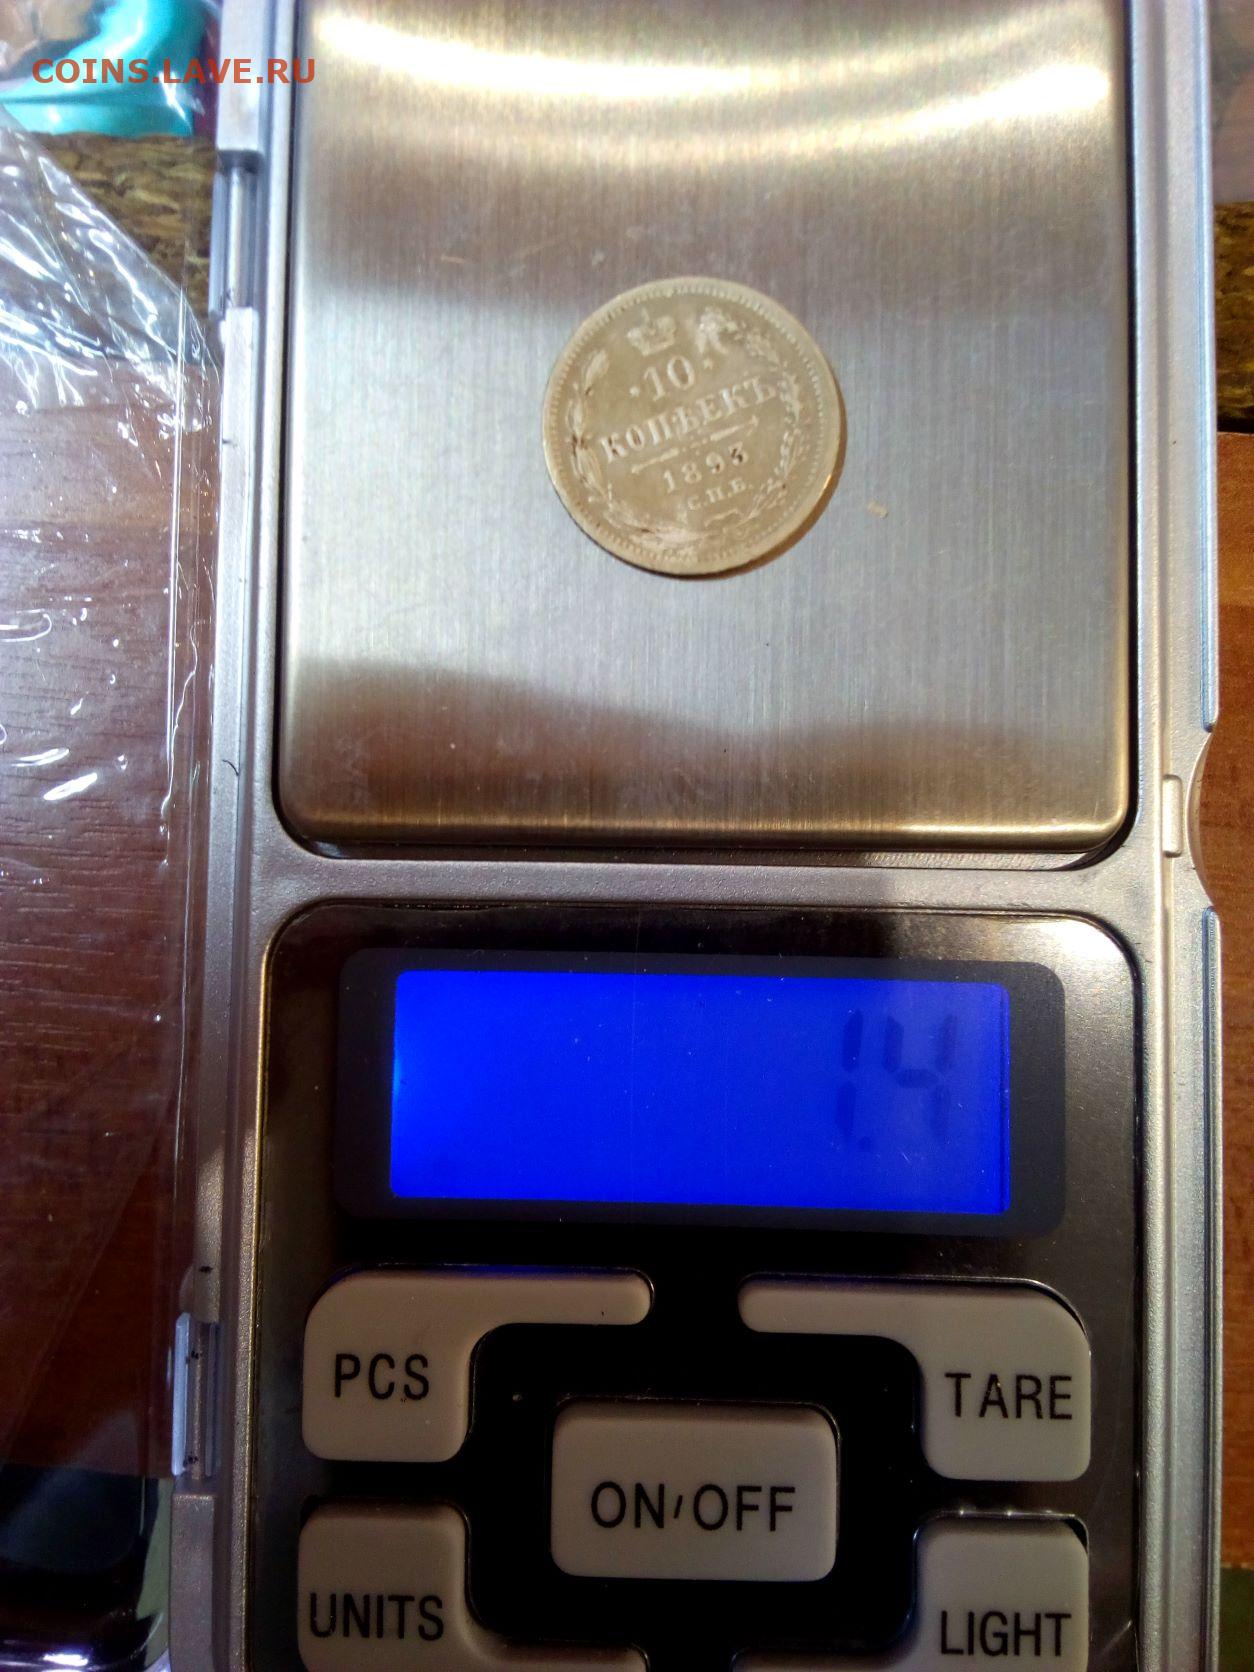 COINS.LAVE.RU
·10·
КОПѢЕКЪ
1893
С.П.Б.
1.4
PCS
TARE
ON/OFF
UNITS
LIGHT